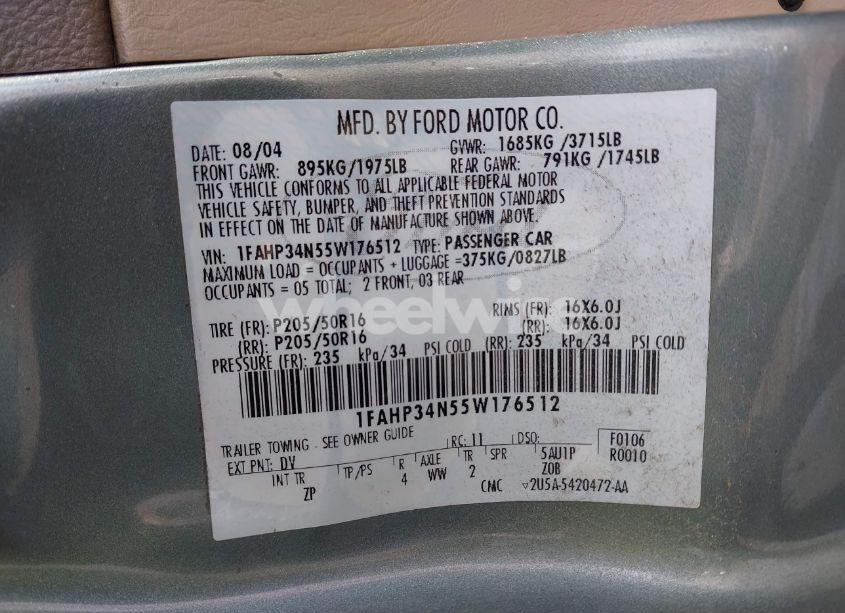 MFD. BY FORD MOTOR CO.
DATE: 08/04 GVWR: 1685KG /3715LB
FRONT GAWR: 895KG/1975LB REAR GAWR: 791KG /1745LB
THIS VEHICLE CONFORMS TO ALL APPLICABLE FEDERAL MOTOR
VEHICLE SAFETY, BUMPER, AND THEFT PREVENTION STANDARDS
IN EFFECT ON THE DATE OF MANUFACTURE SHOWN ABOVE.
VIN: 1FAHP34N55W176512 TYPE: PASSENGER CAR
MAXIMUM LOAD = OCCUPANTS + LUGGAGE =375KG/0827LB
OCCUPANTS = 05 TOTAL; 2 FRONT, 03 REAR
wheelwire
TIRE (FR): P205/50R16 RIMS (FR): 16X6.0J
(RR): P205/50R16 (RR): 16X6.0J
PRESSURE (FR): 235 kPa/34 PSI COLD (RR): 235 kPa/34 PSI COLD
1FAHP34N55W176512
TRAILER TOWING - SEE OWNER GUIDE RC: 11 DSO: F0106
EXT PNT: DV R AXLE TR SPR 5AU1P R0010
INT TR TP/PS 4 WW 2 Z0B
ZP CMC ▽2U5A-5420472-AA